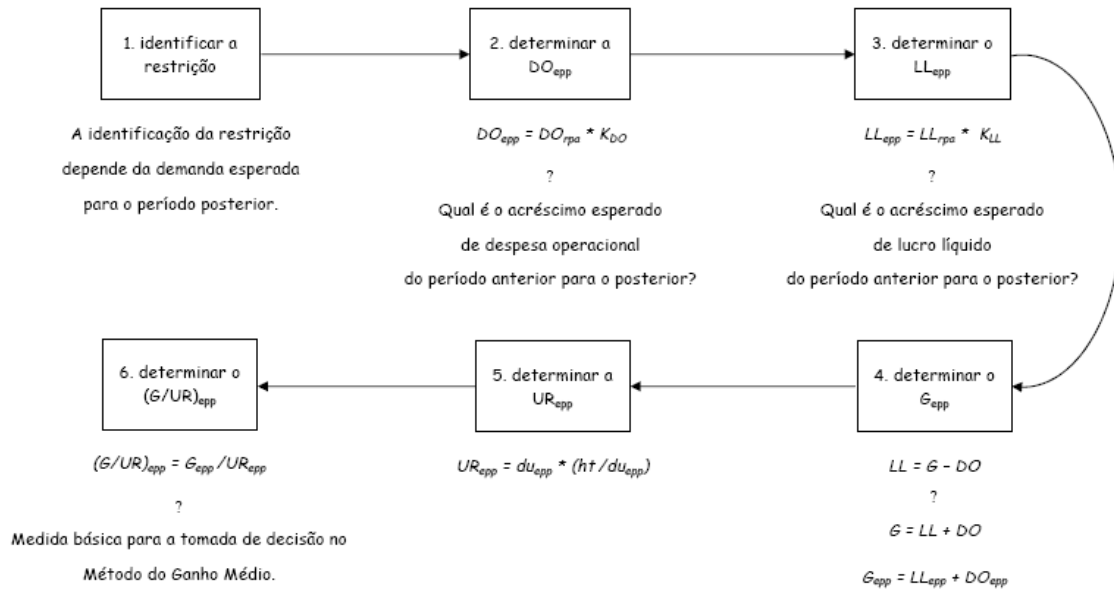 1. identificar a
restrição
A identificação da restrição
depende da demanda esperada
para o período posterior.
2. determinar a
DOepp
DOepp = DOrpa * KDO
?
Qual é o acréscimo esperado
de despesa operacional
do período anterior para o posterior?
3. determinar o
LLepp
LLepp = LLrpa * KLL
?
Qual é o acréscimo esperado
de lucro líquido
do período anterior para o posterior?
4. determinar o
Gepp
LL = G - DO
?
G = LL + DO
Gepp = LLepp + DOepp
5. determinar a
URepp
URepp = duepp * (ht/duepp)
6. determinar o
(G/UR)epp
(G/UR)epp = Gepp/URepp
?
Medida básica para a tomada de decisão no
Método do Ganho Médio.